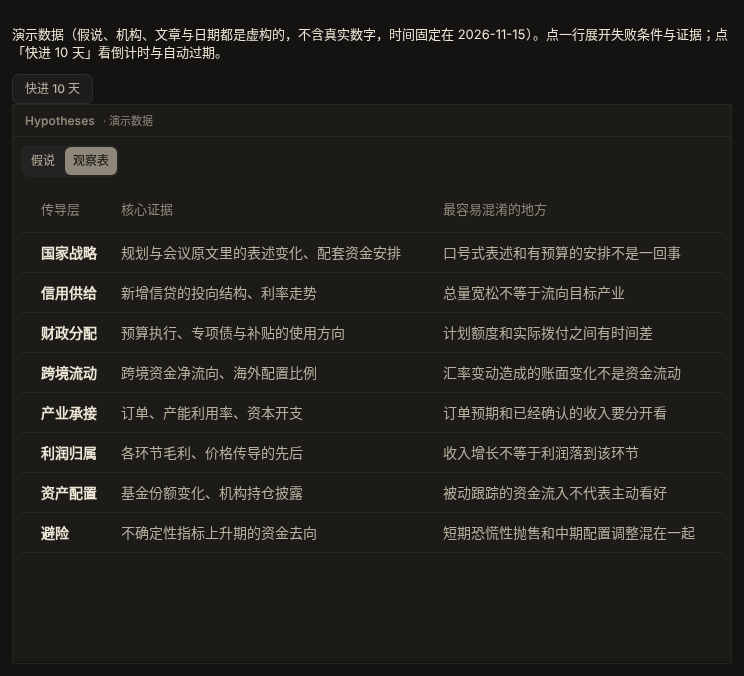 演示数据（假说、机构、文章与日期都是虚构的，不含真实数字，时间固定在 2026-11-15）。点一行展开失败条件与证据；点
「快进 10 天」看倒计时与自动过期。
快进 10 天
Hypotheses · 演示数据
假说 观察表
传导层 核心证据 最容易混淆的地方
国家战略 规划与会议原文里的表述变化、配套资金安排 口号式表述和有预算的安排不是一回事
信用供给 新增信贷的投向结构、利率走势 总量宽松不等于流向目标产业
财政分配 预算执行、专项债与补贴的使用方向 计划额度和实际拨付之间有时间差
跨境流动 跨境资金净流向、海外配置比例 汇率变动造成的账面变化不是资金流动
产业承接 订单、产能利用率、资本开支 订单预期和已经确认的收入要分开看
利润归属 各环节毛利、价格传导的先后 收入增长不等于利润落到该环节
资产配置 基金份额变化、机构持仓披露 被动跟踪的资金流入不代表主动看好
避险 不确定性指标上升期的资金去向 短期恐慌性抛售和中期配置调整混在一起